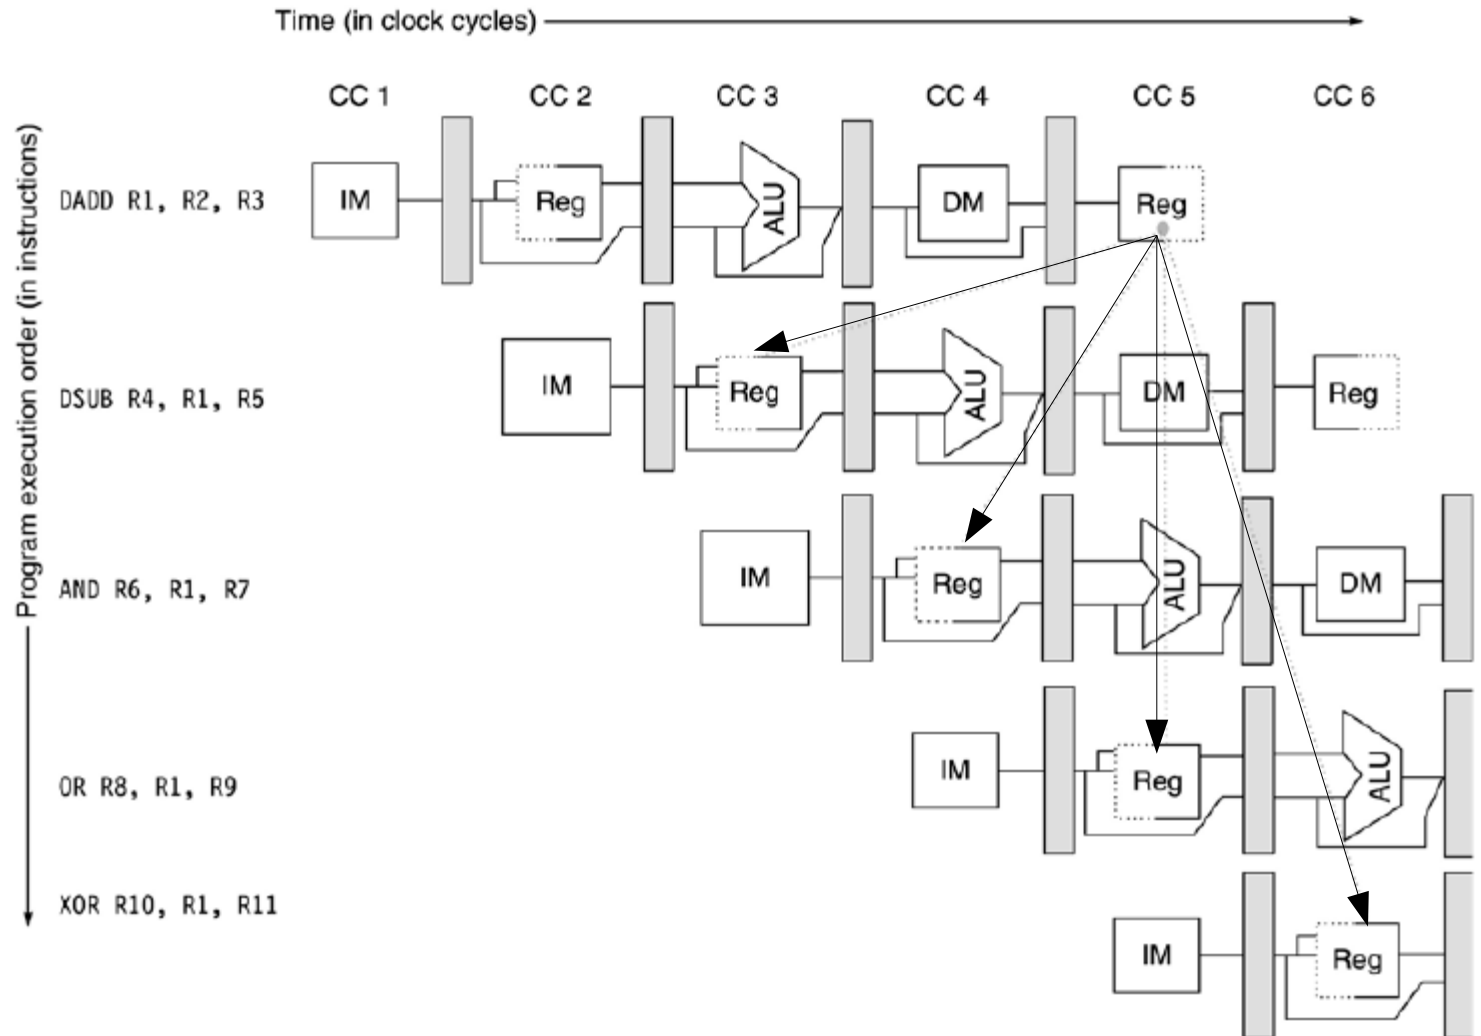 Time (in clock cycles)
CC 1 CC 2 CC 3 CC 4 CC 5 CC 6
Program execution order (in instructions)
DADD R1, R2, R3 IM Reg ALU DM Reg
DSUB R4, R1, R5 IM Reg ALU DM Reg
AND R6, R1, R7 IM Reg ALU DM
OR R8, R1, R9 IM Reg ALU
XOR R10, R1, R11 IM Reg